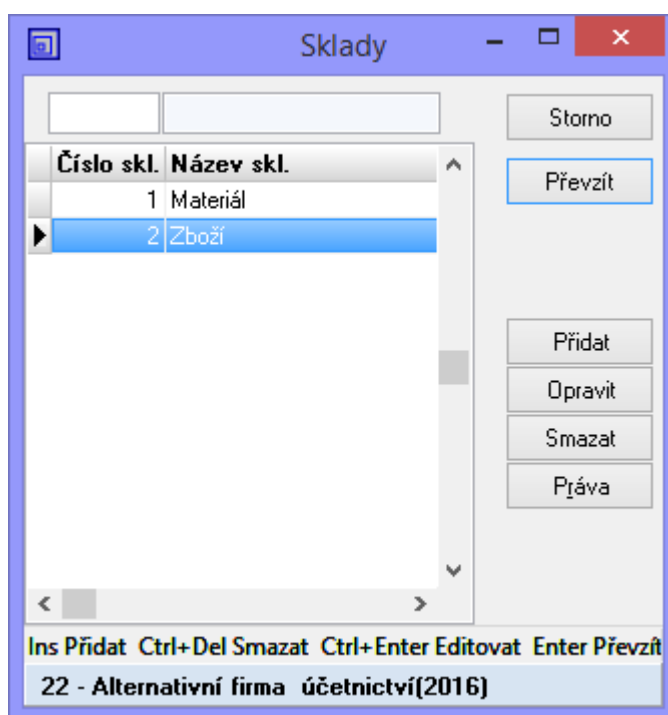 Sklady
Storno
Číslo skl. Název skl.
Převzít
1 Materiál
2 Zboží
Přidat
Opravit
Smazat
Práva
Ins Přidat Ctrl+Del Smazat Ctrl+Enter Editovat Enter Převzít
22 - Alternativní firma účetnictví(2016)